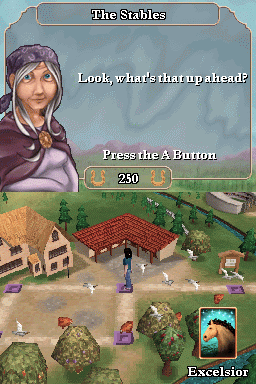 The Stables
Look, what's that up ahead?
Press the A Button
250
Excelsior